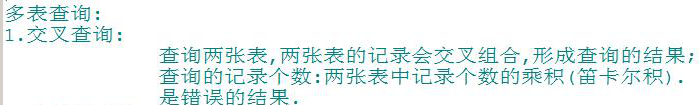 多表查询:
1.交叉查询:
查询两张表,两张表的记录会交叉组合,形成查询的结果;
查询的记录个数:两张表中记录个数的乘积(笛卡尔积).
是错误的结果.